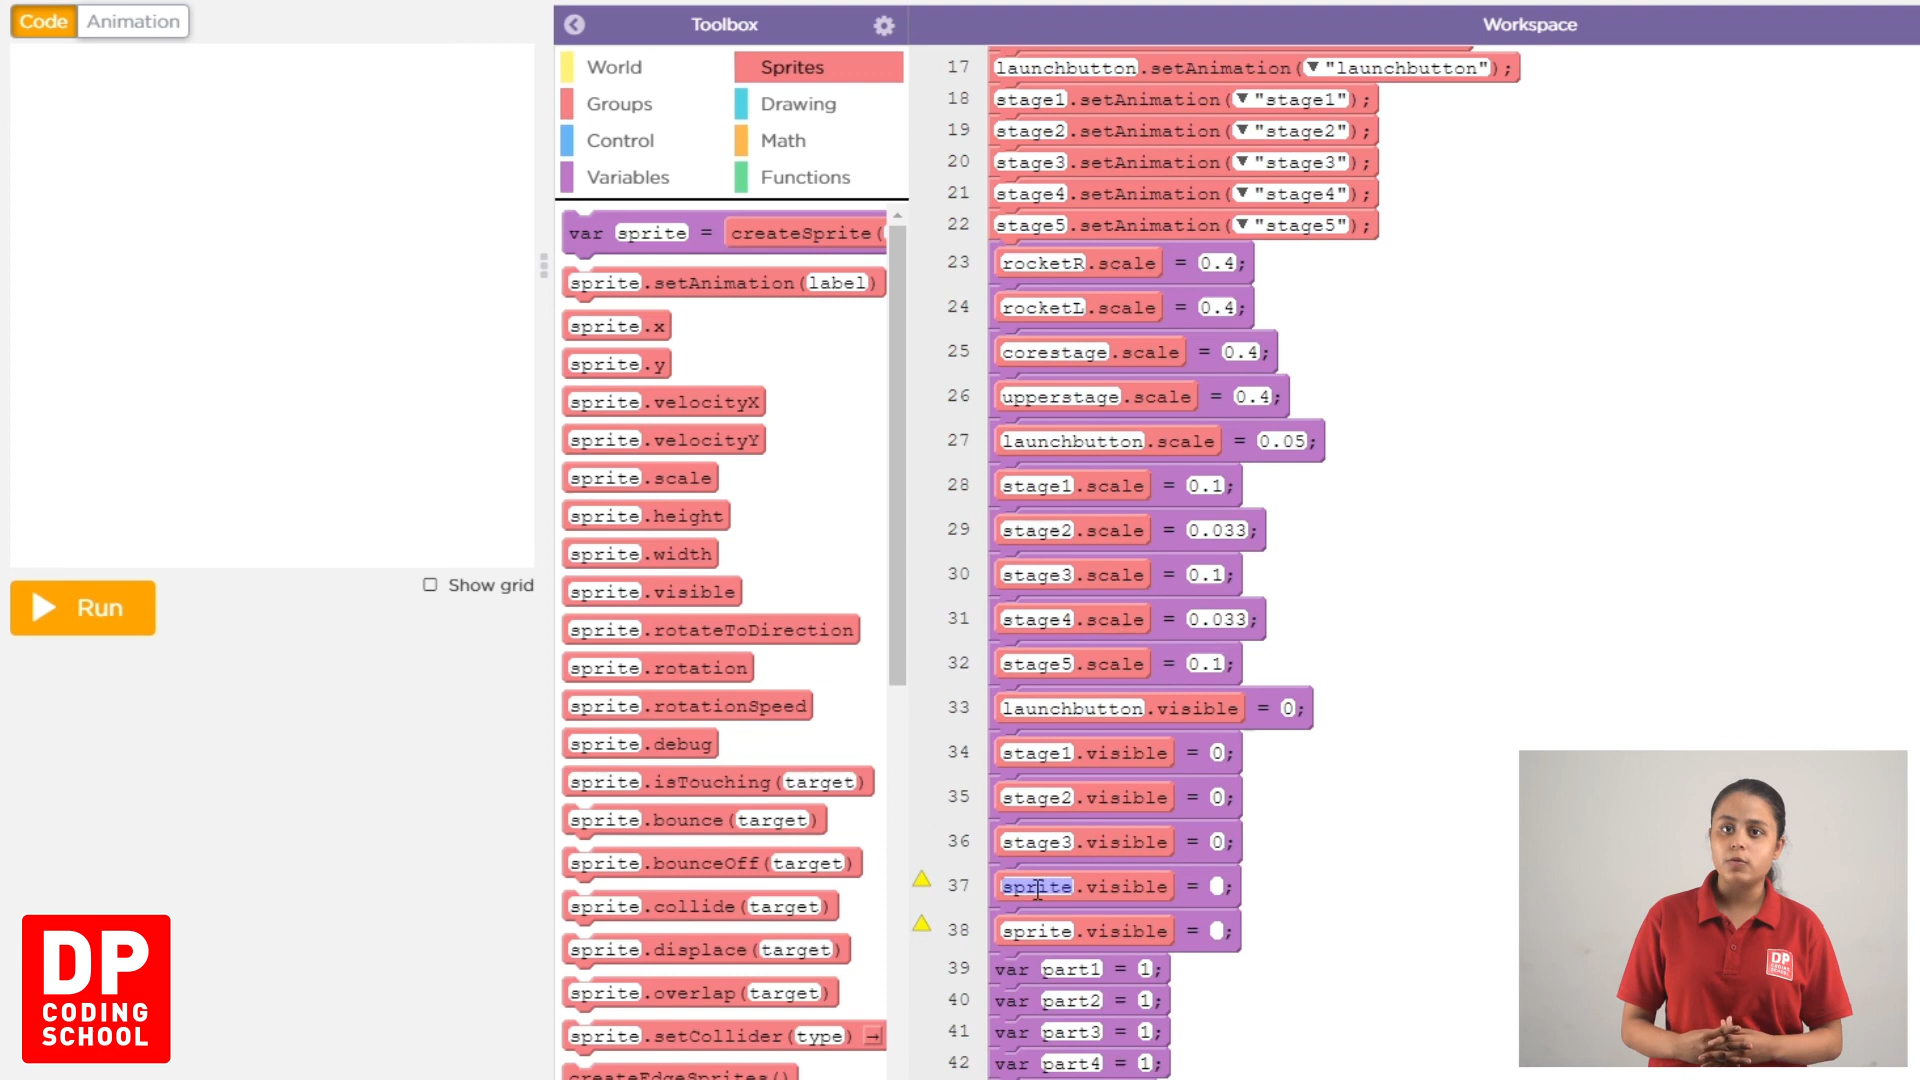 Code
Animation
Show grid
Run
DP
CODING
SCHOOL
Toolbox
World
Sprites
Groups
Drawing
Control
Math
Variables
Functions
var sprite = createSprite(
sprite.setAnimation(label)
sprite.x
sprite.y
sprite.velocityX
sprite.velocityY
sprite.scale
sprite.height
sprite.width
sprite.visible
sprite.rotateToDirection
sprite.rotation
sprite.rotationSpeed
sprite.debug
sprite.isTouching(target)
sprite.bounce(target)
sprite.bounceOff(target)
sprite.collide(target)
sprite.displace(target)
sprite.overlap(target)
sprite.setCollider(type) →
createEdgeSprites()
Workspace
17 launchbutton.setAnimation(▼"launchbutton");
18 stage1.setAnimation(▼"stage1");
19 stage2.setAnimation(▼"stage2");
20 stage3.setAnimation(▼"stage3");
21 stage4.setAnimation(▼"stage4");
22 stage5.setAnimation(▼"stage5");
23 rocketR.scale = 0.4;
24 rocketL.scale = 0.4;
25 corestage.scale = 0.4;
26 upperstage.scale = 0.4;
27 launchbutton.scale = 0.05;
28 stage1.scale = 0.1;
29 stage2.scale = 0.033;
30 stage3.scale = 0.1;
31 stage4.scale = 0.033;
32 stage5.scale = 0.1;
33 launchbutton.visible = 0;
34 stage1.visible = 0;
35 stage2.visible = 0;
36 stage3.visible = 0;
37 sprite.visible = ;
38 sprite.visible = ;
39 var part1 = 1;
40 var part2 = 1;
41 var part3 = 1;
42 var part4 = 1;
DP
CODING
SCHOOL